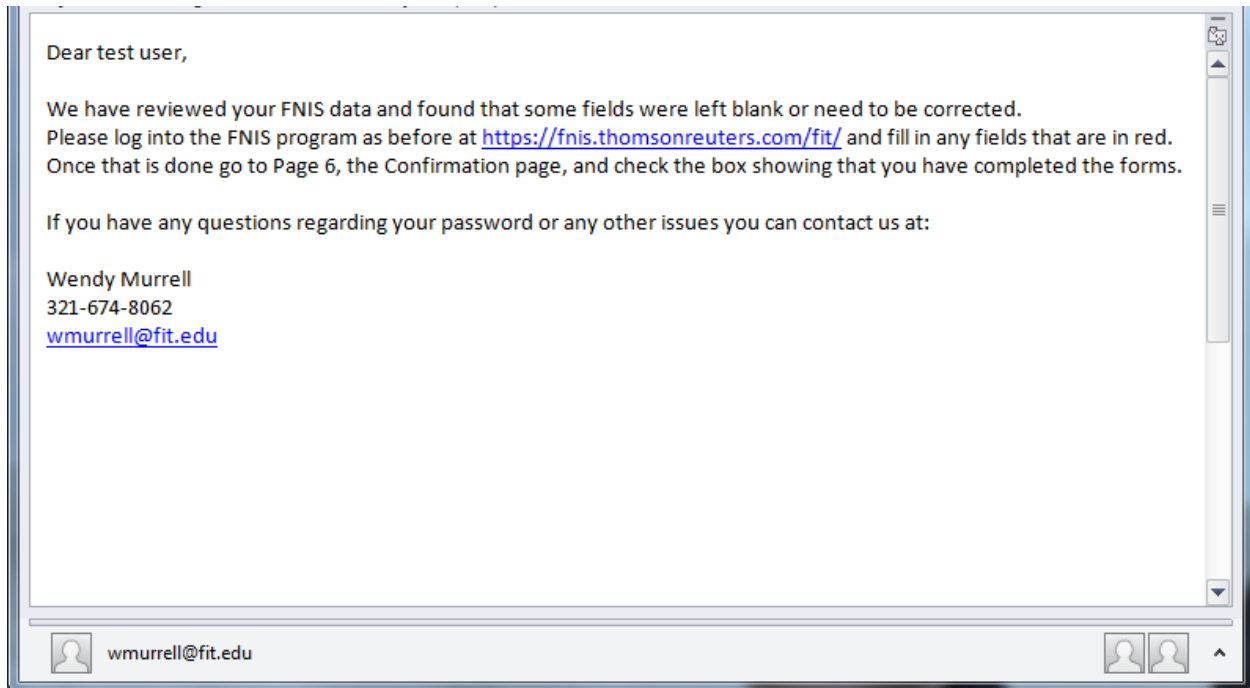 Dear test user,
We have reviewed your FNIS data and found that some fields were left blank or need to be corrected.
Please log into the FNIS program as before at https://fnis.thomsonreuters.com/fit/ and fill in any fields that are in red.
Once that is done go to Page 6, the Confirmation page, and check the box showing that you have completed the forms.
If you have any questions regarding your password or any other issues you can contact us at:
Wendy Murrell
321-674-8062
wmurrell@fit.edu
wmurrell@fit.edu